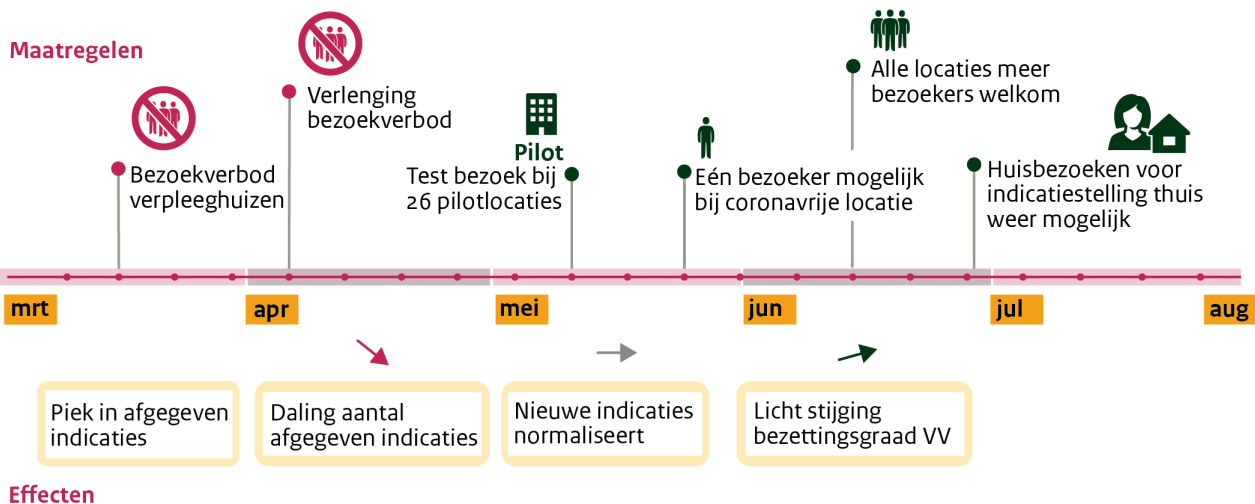 Maatregelen
Bezoekverbod
verpleeghuizen
Verlenging
bezoekverbod
Pilot
Test bezoek bij
26 pilotlocaties
Eén bezoeker mogelijk
bij coronavrije locatie
Alle locaties meer
bezoekers welkom
Huisbezoeken voor
indicatiestelling thuis
weer mogelijk
mrt
apr
mei
jun
jul
aug
Piek in afgegeven
indicaties
Daling aantal
afgegeven indicaties
Nieuwe indicaties
normaliseert
Licht stijging
bezettingsgraad VV
Effecten